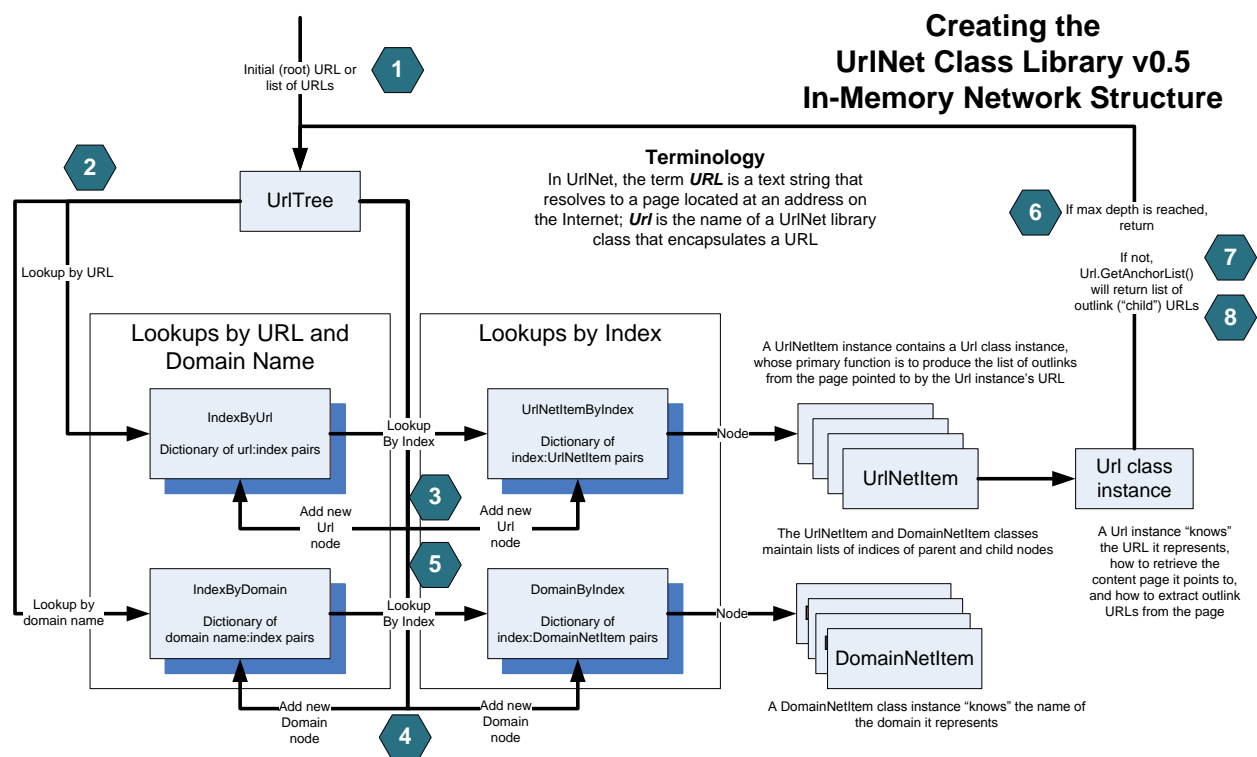 Creating the
UrlNet Class Library v0.5
In-Memory Network Structure
Initial (root) URL or
list of URLs
1
2
UrlTree
Terminology
In UrlNet, the term URL is a text string that
resolves to a page located at an address on
the Internet; Url is the name of a UrlNet library
class that encapsulates a URL
6
If max depth is reached,
return
7
If not,
Url.GetAnchorList()
will return list of
outlink (“child”) URLs
8
Lookup by URL
Lookups by URL and
Domain Name
Lookups by Index
A UrlNetItem instance contains a Url class instance,
whose primary function is to produce the list of outlinks
from the page pointed to by the Url instance’s URL
IndexByUrl
Dictionary of url:index pairs
Lookup
By Index
UrlNetItemByIndex
Dictionary of
index:UrlNetItem pairs
Node
UrlNetItem
Url class
instance
3
Add new
Url
node
Add new
Url
node
The UrlNetItem and DomainNetItem classes
maintain lists of indices of parent and child nodes
A Url instance “knows”
the URL it represents,
how to retrieve the
content page it points to,
and how to extract outlink
URLs from the page
5
Lookup by
domain name
IndexByDomain
Dictionary of
domain name:index pairs
Lookup
By Index
DomainByIndex
Dictionary of
index:DomainNetItem pairs
Node
DomainNetItem
Add new
Domain
node
4
Add new
Domain
node
A DomainNetItem class instance “knows” the name of
the domain it represents